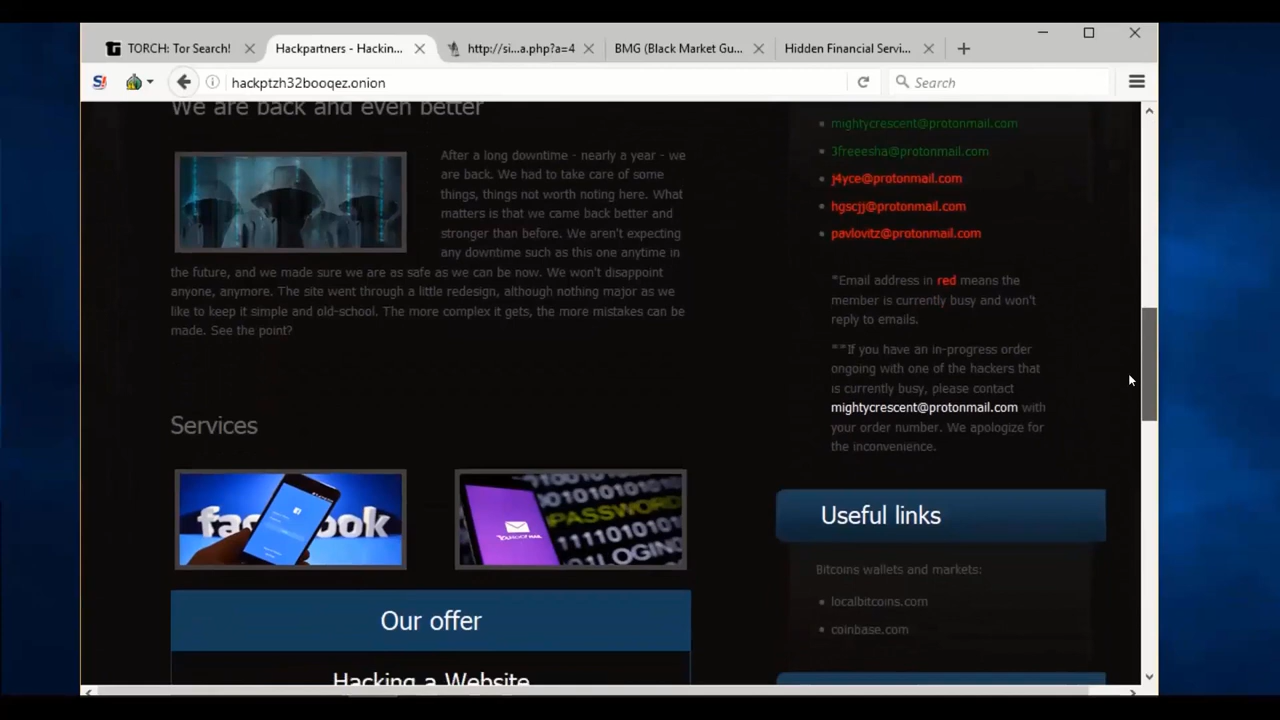 TORCH: Tor Search!
Hackpartners - Hackin...
http://si...a.php?a=4
BMG (Black Market Gu...
Hidden Financial Servi...
hackptzh32booqez.onion
Search
We are back and even better
After a long downtime - nearly a year - we
are back. We had to take care of some
things, things not worth noting here. What
matters is that we came back better and
stronger than before. We aren't expecting
any downtime such as this one anytime in
the future, and we made sure we are as safe as we can be now. We won't disappoint
anyone, anymore. The site went through a little redesign, although nothing major as we
like to keep it simple and old-school. The more complex it gets, the more mistakes can be
made. See the point?
Services
facebook
YAHOO! MAIL
PASSWORD
LOGIN
Our offer
Hacking a Website
mightycrescent@protonmail.com
3freeesha@protonmail.com
j4yce@protonmail.com
hgscjj@protonmail.com
pavlovitz@protonmail.com
*Email address in red means the
member is currently busy and won't
reply to emails.
**If you have an in-progress order
ongoing with one of the hackers that
is currently busy, please contact
mightycrescent@protonmail.com with
your order number. We apologize for
the inconvenience.
Useful links
Bitcoins wallets and markets:
localbitcoins.com
coinbase.com